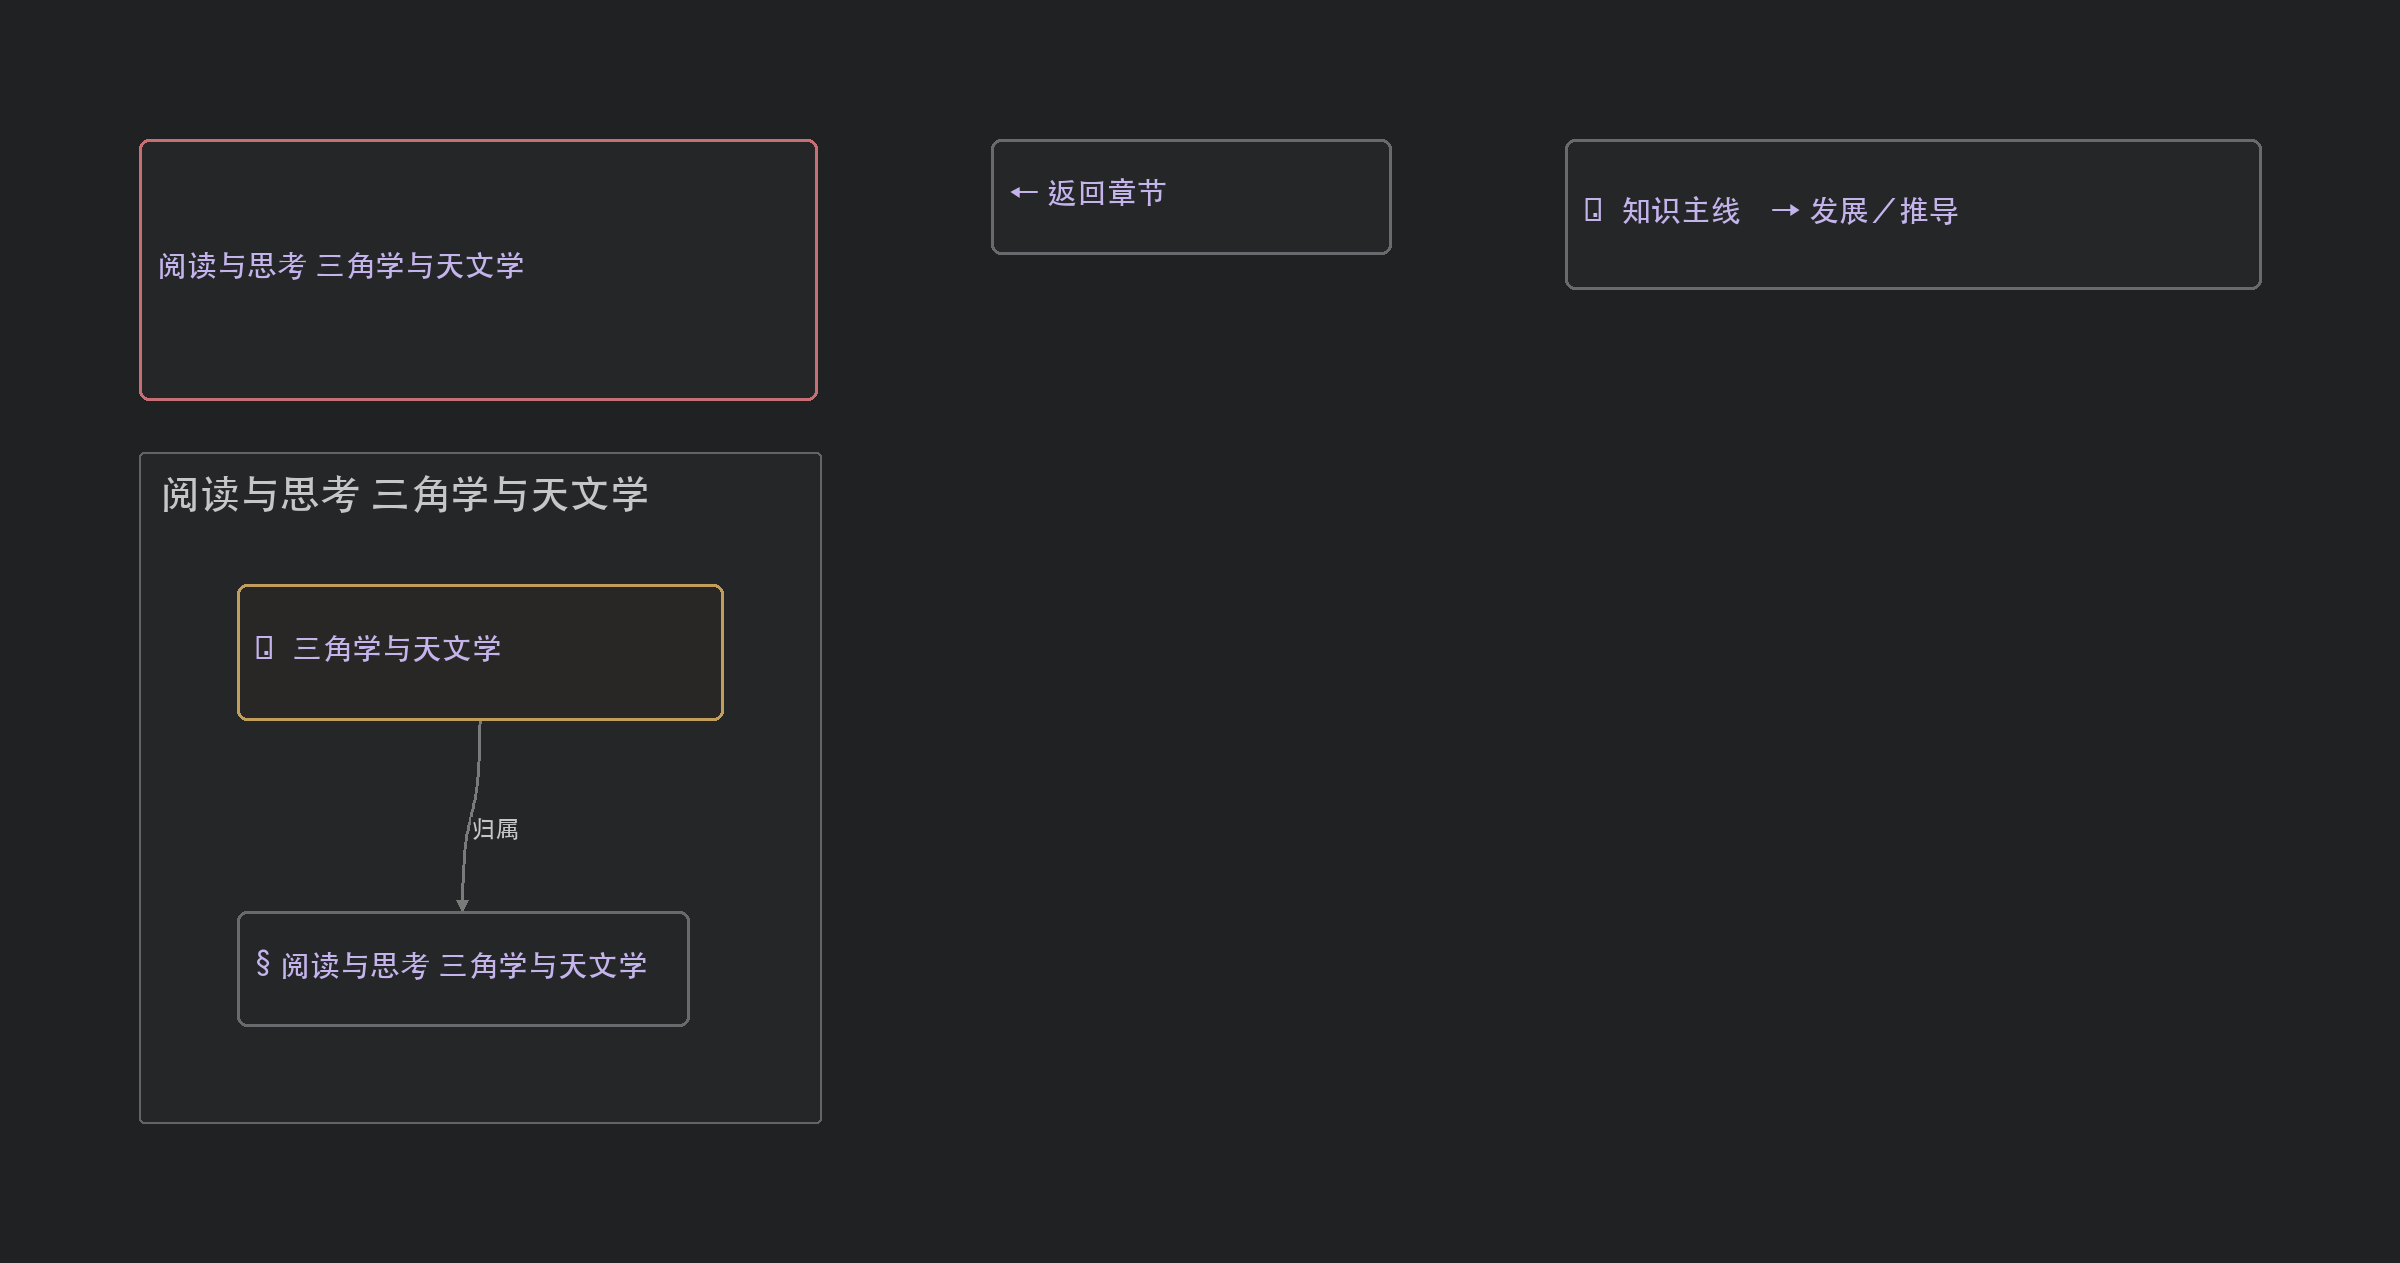 阅读与思考 三角学与天文学
← 返回章节
知识主线 → 发展／推导
阅读与思考 三角学与天文学
三角学与天文学
归属
§ 阅读与思考 三角学与天文学